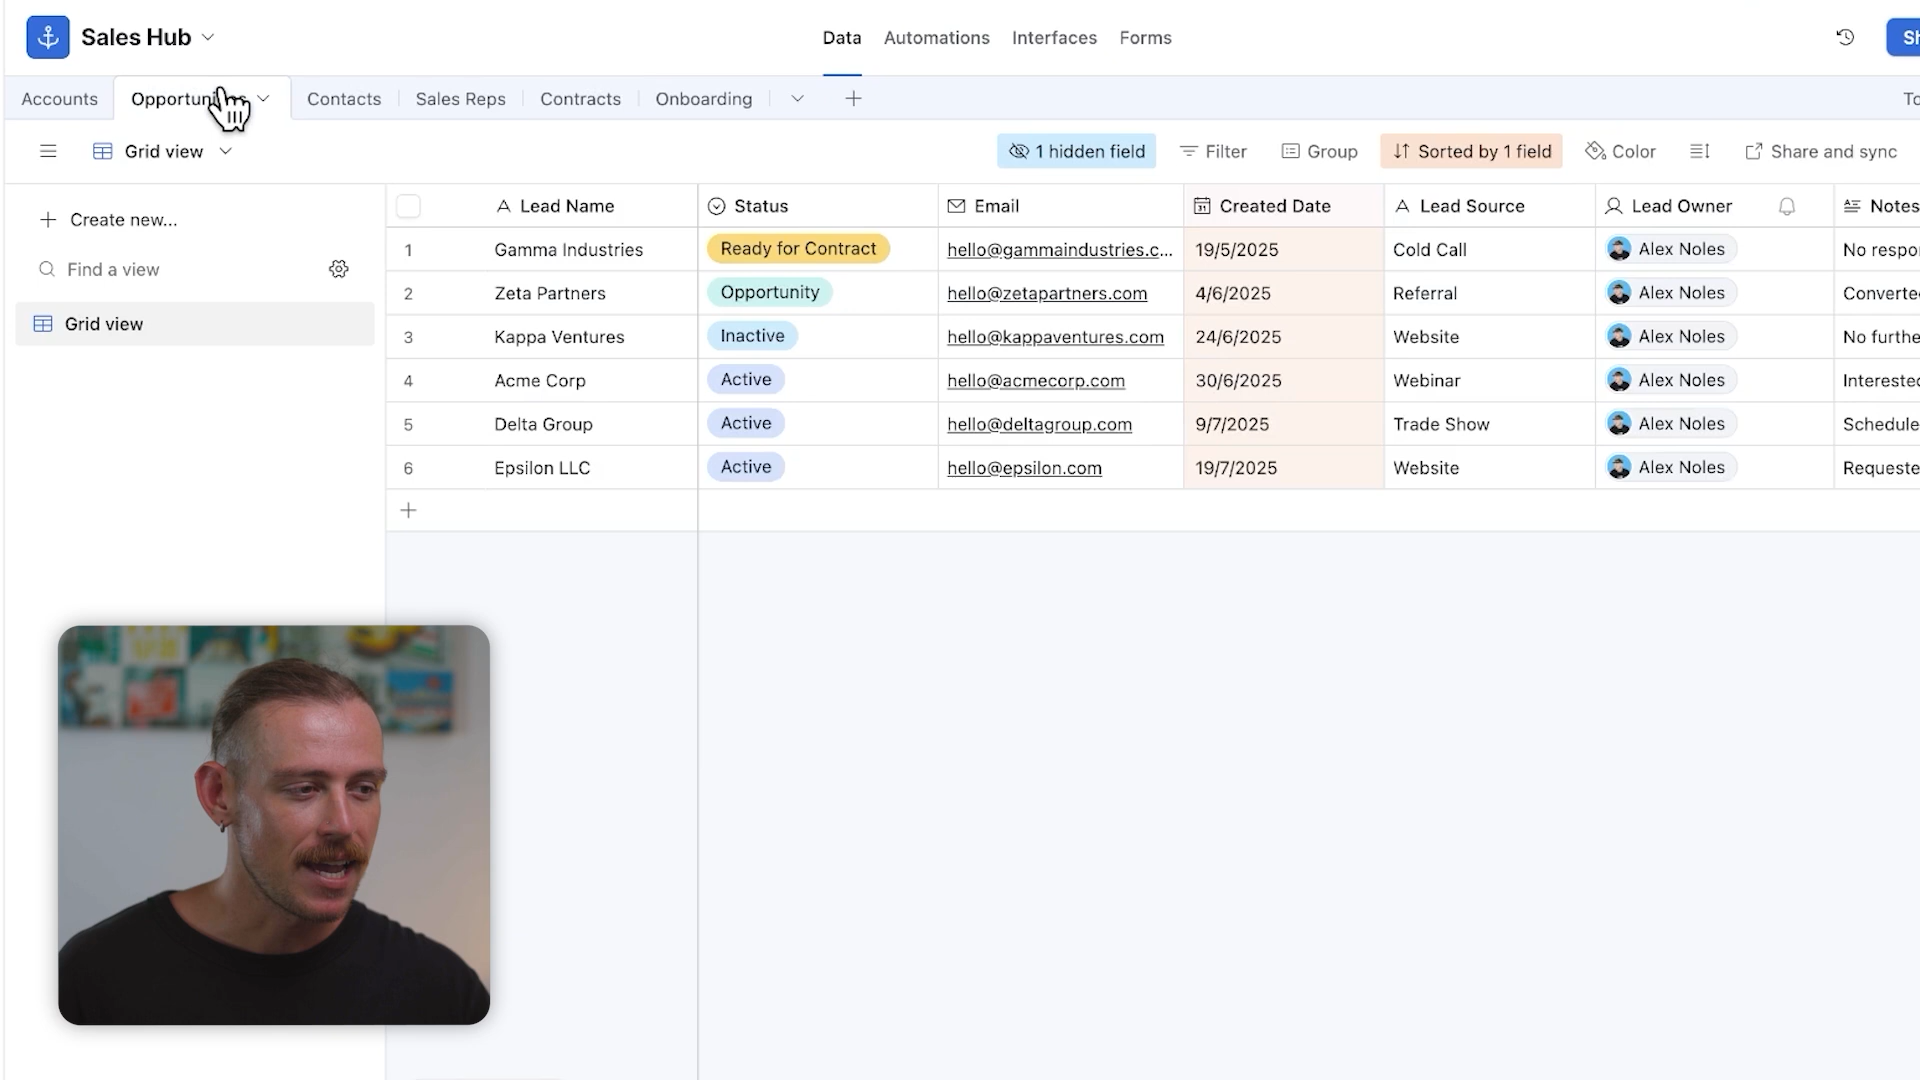 Sales Hub
Data Automations Interfaces Forms
Accounts Contacts Sales Reps Contracts Onboarding
Grid view 1 hidden field Filter Group Sorted by 1 field Color Share and sync
Create new...
Find a view
Grid view
Lead Name Status Email Created Date Lead Source Lead Owner Notes
1 Gamma Industries Ready for Contract hello@gammaindustries.c... 19/5/2025 Cold Call Alex Noles No respo
2 Zeta Partners Opportunity hello@zetapartners.com 4/6/2025 Referral Alex Noles Converte
3 Kappa Ventures Inactive hello@kappaventures.com 24/6/2025 Website Alex Noles No furthe
4 Acme Corp Active hello@acmecorp.com 30/6/2025 Webinar Alex Noles Interested
5 Delta Group Active hello@deltagroup.com 9/7/2025 Trade Show Alex Noles Schedule
6 Epsilon LLC Active hello@epsilon.com 19/7/2025 Website Alex Noles Requeste